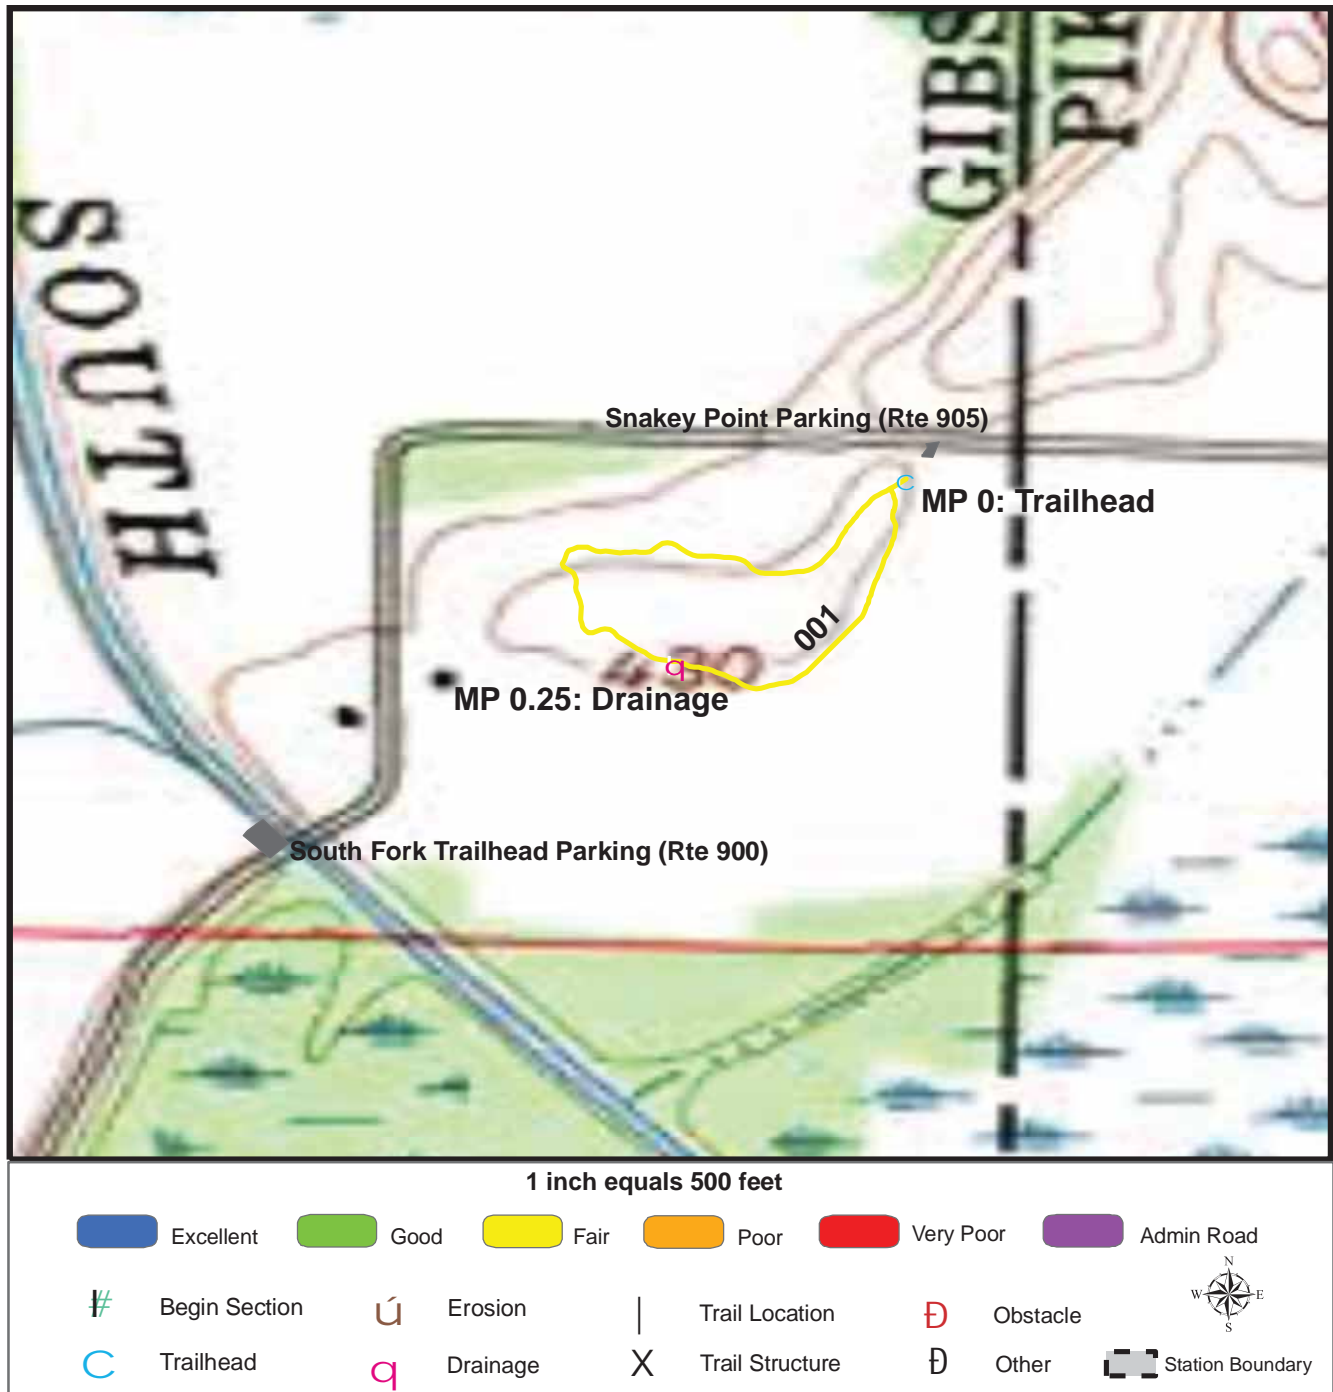 GIBS
PIK
SOUTH
Snakey Point Parking (Rte 905)
C MP 0: Trailhead
001
430
q
MP 0.25: Drainage
South Fork Trailhead Parking (Rte 900)
1 inch equals 500 feet
Excellent Good Fair Poor Very Poor Admin Road
# Begin Section ú Erosion | Trail Location Ð Obstacle
C Trailhead q Drainage X Trail Structure Ð Other Station Boundary
N
W E
S